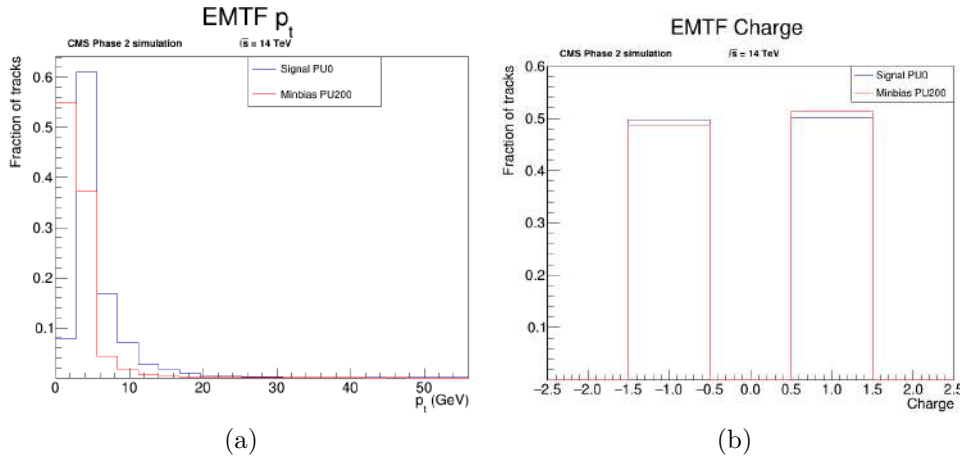 EMTF p_t
CMS Phase 2 simulation √s = 14 TeV
Signal PU0
Minbias PU200
Fraction of tracks
0.6
0.5
0.4
0.3
0.2
0.1
0 10 20 30 40 50
p_t (GeV)
(a)
EMTF Charge
CMS Phase 2 simulation √s = 14 TeV
Signal PU0
Minbias PU200
Fraction of tracks
0.6
0.5
0.4
0.3
0.2
0.1
−2.5 −2.0 −1.5 −1.0 −0.5 0.0 0.5 1.0 1.5 2.0 2.5
Charge
(b)